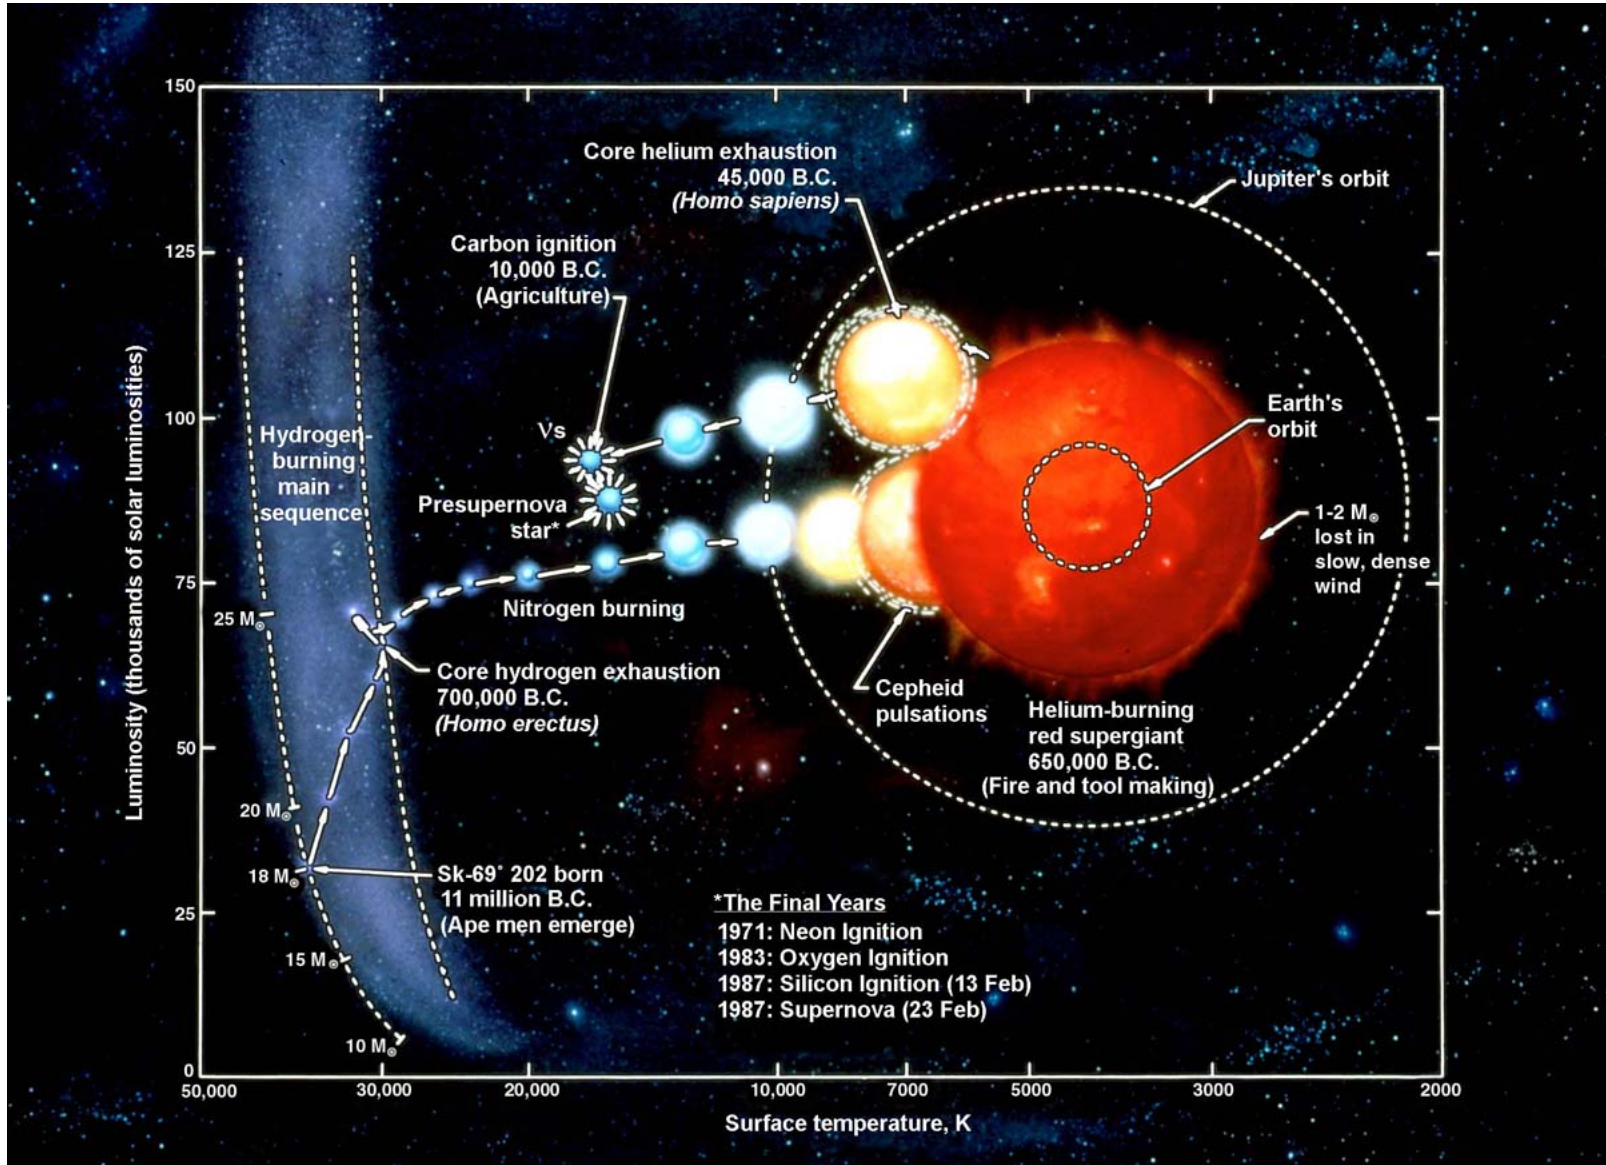 150
125
100
75
50
25
0
Luminosity (thousands of solar luminosities)
Core helium exhaustion
45,000 B.C.
(Homo sapiens)
Jupiter's orbit
Carbon ignition
10,000 B.C.
(Agriculture)
Earth's
orbit
Hydrogen-
burning
main
sequence
νs
Presupernova
star*
1-2 M⊙
lost in
slow, dense
wind
Nitrogen burning
25 M⊙
Core hydrogen exhaustion
700,000 B.C.
(Homo erectus)
Cepheid
pulsations
Helium-burning
red supergiant
650,000 B.C.
(Fire and tool making)
20 M⊙
18 M⊙
Sk-69° 202 born
11 million B.C.
(Ape men emerge)
15 M⊙
10 M⊙
*The Final Years
1971: Neon Ignition
1983: Oxygen Ignition
1987: Silicon Ignition (13 Feb)
1987: Supernova (23 Feb)
50,000
30,000
20,000
10,000
7000
5000
3000
2000
Surface temperature, K